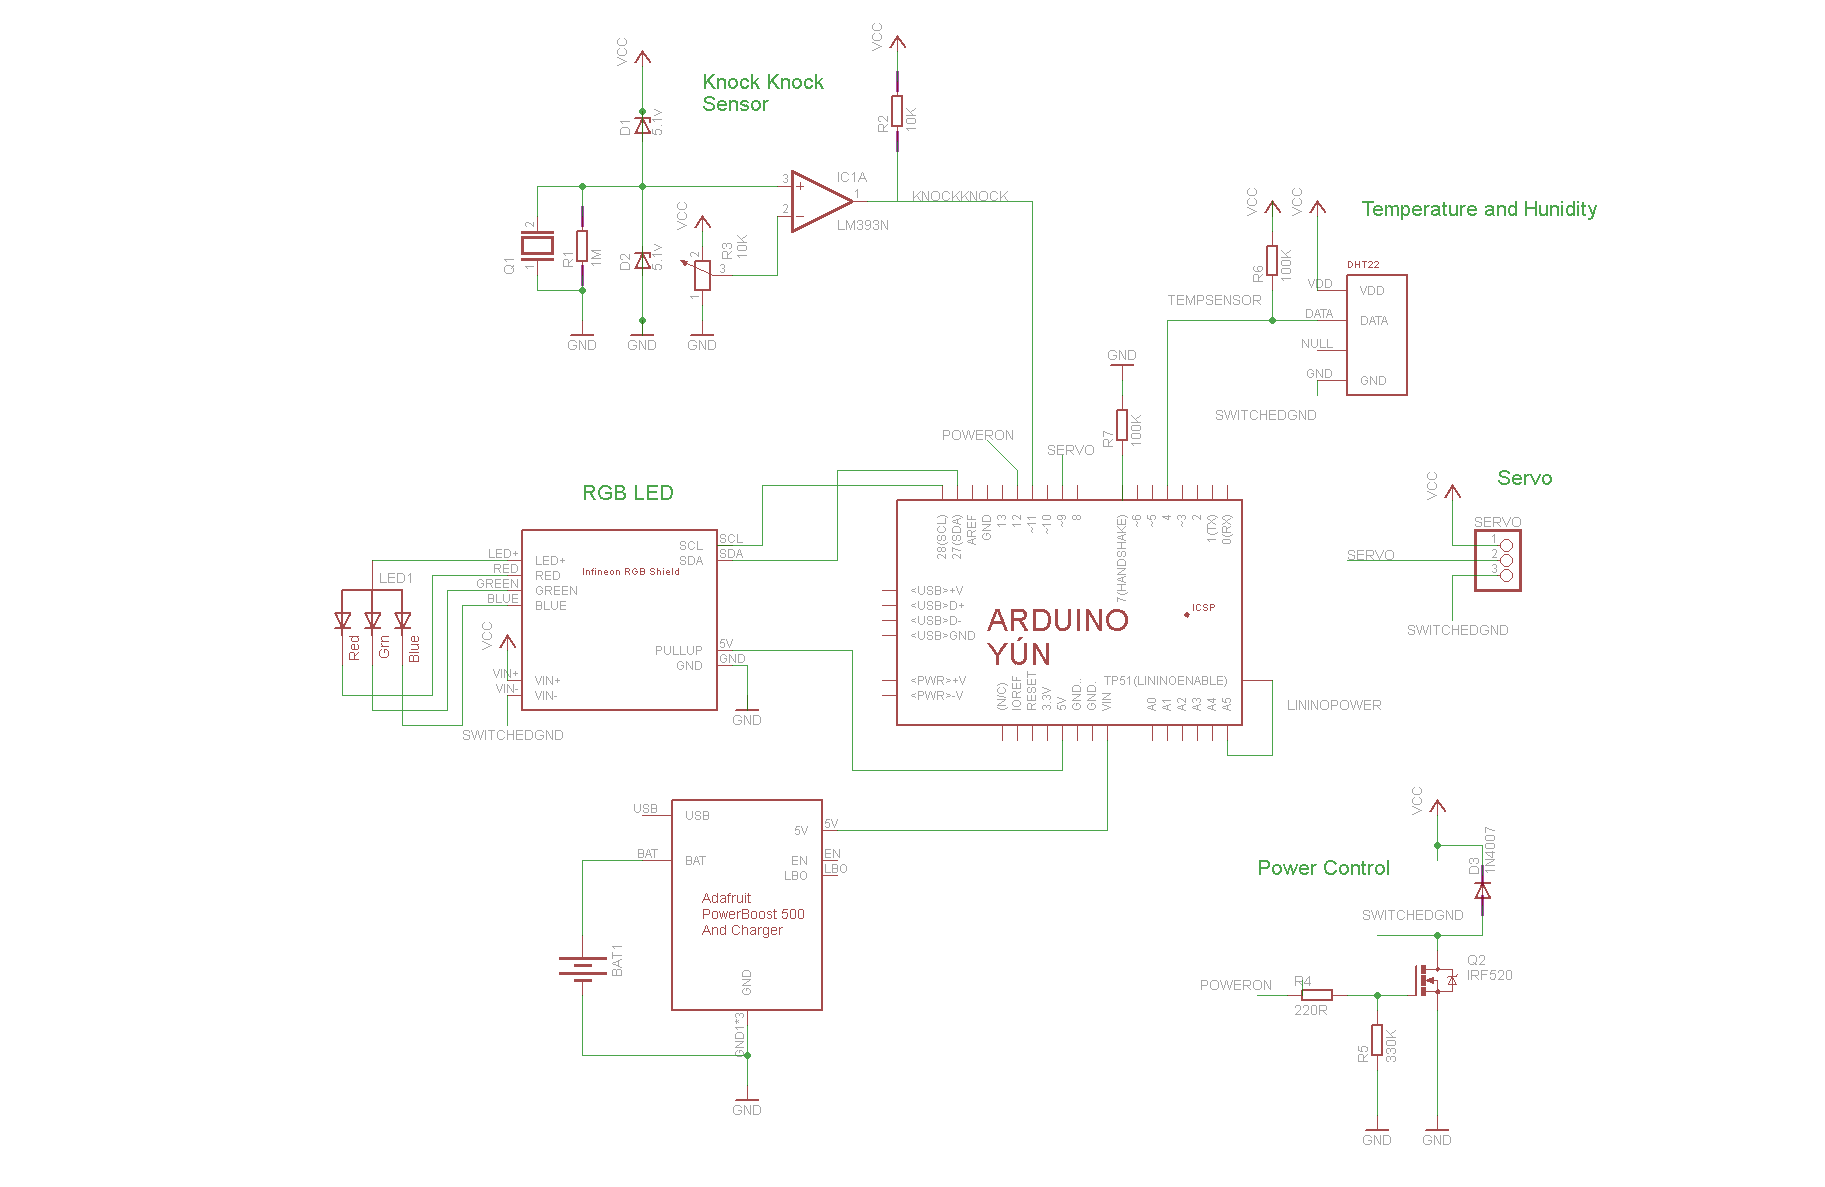 VCC
VCC
Knock Knock
Sensor
D1
5.1V
R2
10K
3
IC1A
1
2
LM393N
KNOCKKNOCK
VCC
2
R3
10K
3
1
2
Q1
1
R1
1M
D2
5.1V
GND
GND
GND
VCC
VCC
Temperature and Hunidity
R6
100K
DHT22
TEMPSENSOR
VDD
VDD
DATA
DATA
NULL
GND
GND
SWITCHEDGND
GND
R7
100K
POWERON
SERVO
RGB LED
VCC
Servo
SERVO
1
2
3
SERVO
SWITCHEDGND
28(SCL)
27(SDA)
AREF
GND
13
12
~11
~10
~9
8
7(HANDSHAKE)
~6
~5
4
~3
2
1(TX)
0(RX)
SCL
SCL
SDA
SDA
LED+
LED+
RED
RED
GREEN
GREEN
BLUE
BLUE
Infineon RGB Shield
LED1
Red
Grn
Blue
VCC
PULLUP
5V
GND
GND
VIN+
VIN+
VIN-
VIN-
SWITCHEDGND
GND
<USB>+V
<USB>D+
<USB>D-
<USB>GND
ARDUINO
YÚN
ICSP
<PWR>+V
<PWR>-V
TP51(LININOENABLE)
(N/C)
IOREF
RESET
3.3V
5V
GND..
GND.
VIN
A0
A1
A2
A3
A4
A5
LININOPOWER
USB
USB
5V
5V
BAT
BAT
EN
EN
LBO
LBO
Adafruit
PowerBoost 500
And Charger
BAT1
GND
GND1*3
GND
VCC
Power Control
D3
1N4007
SWITCHEDGND
Q2
IRF520
POWERON
R4
220R
R5
330K
GND
GND